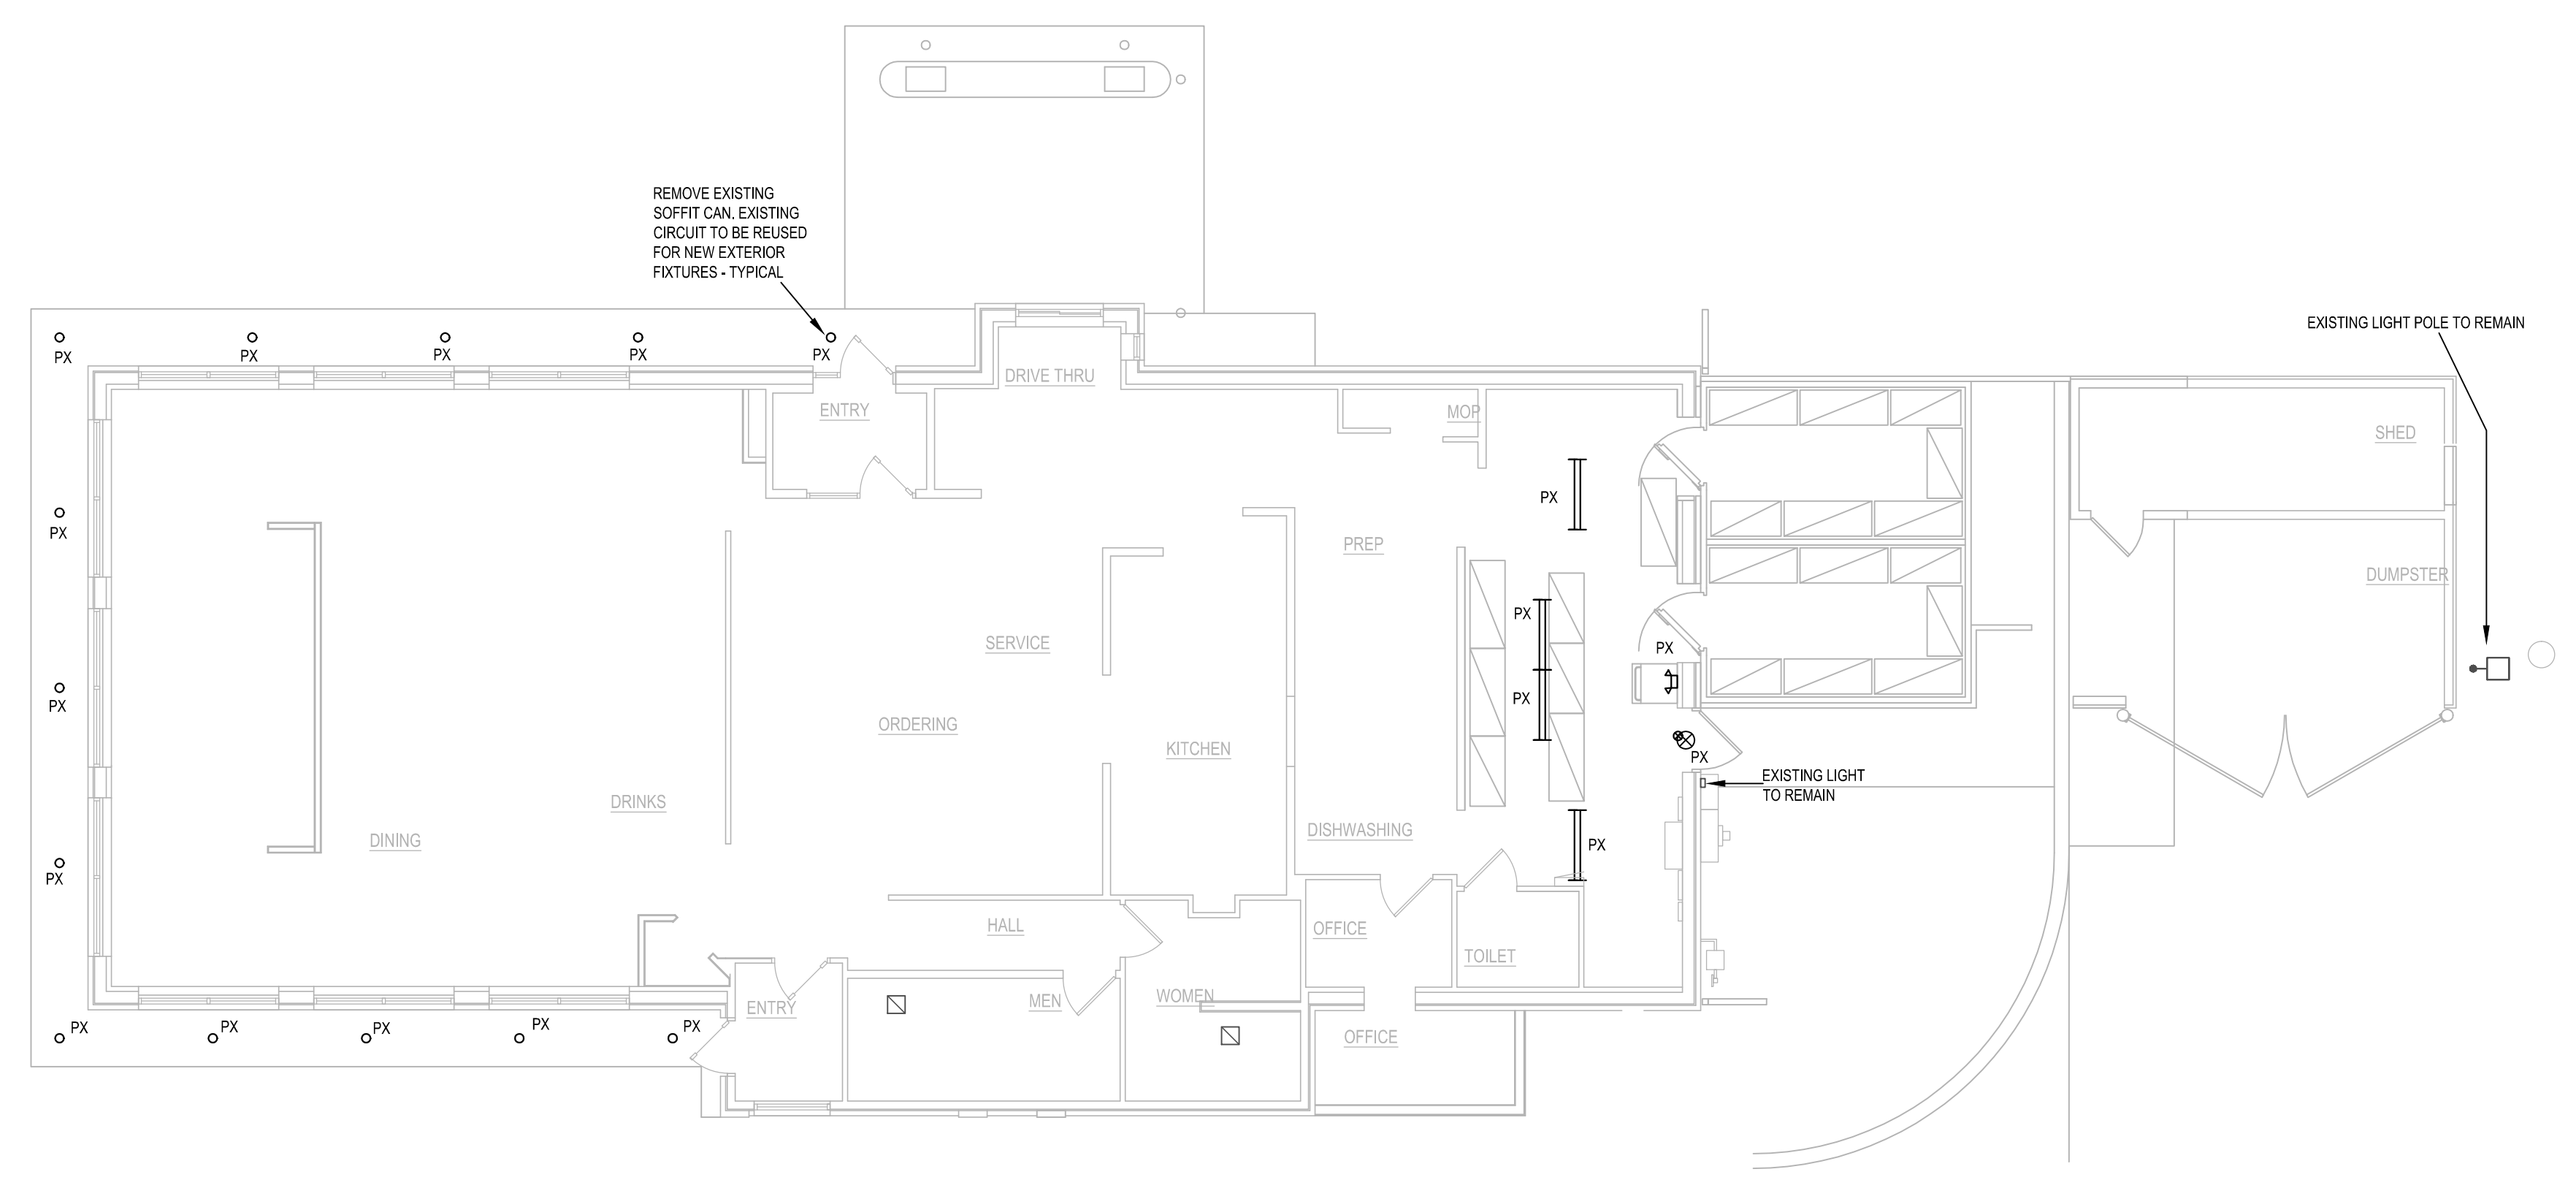 REMOVE EXISTING
SOFFIT CAN. EXISTING
CIRCUIT TO BE REUSED
FOR NEW EXTERIOR
FIXTURES - TYPICAL
EXISTING LIGHT POLE TO REMAIN
PX
PX
PX
PX
PX
DRIVE THRU
ENTRY
MOP
SHED
PX
PX
PREP
DUMPSTER
PX
SERVICE
PX
PX
PX
ORDERING
KITCHEN
PX
EXISTING LIGHT
TO REMAIN
DRINKS
DINING
DISHWASHING
PX
PX
HALL
OFFICE
TOILET
MEN
WOMEN
ENTRY
PX
PX
PX
PX
PX
OFFICE